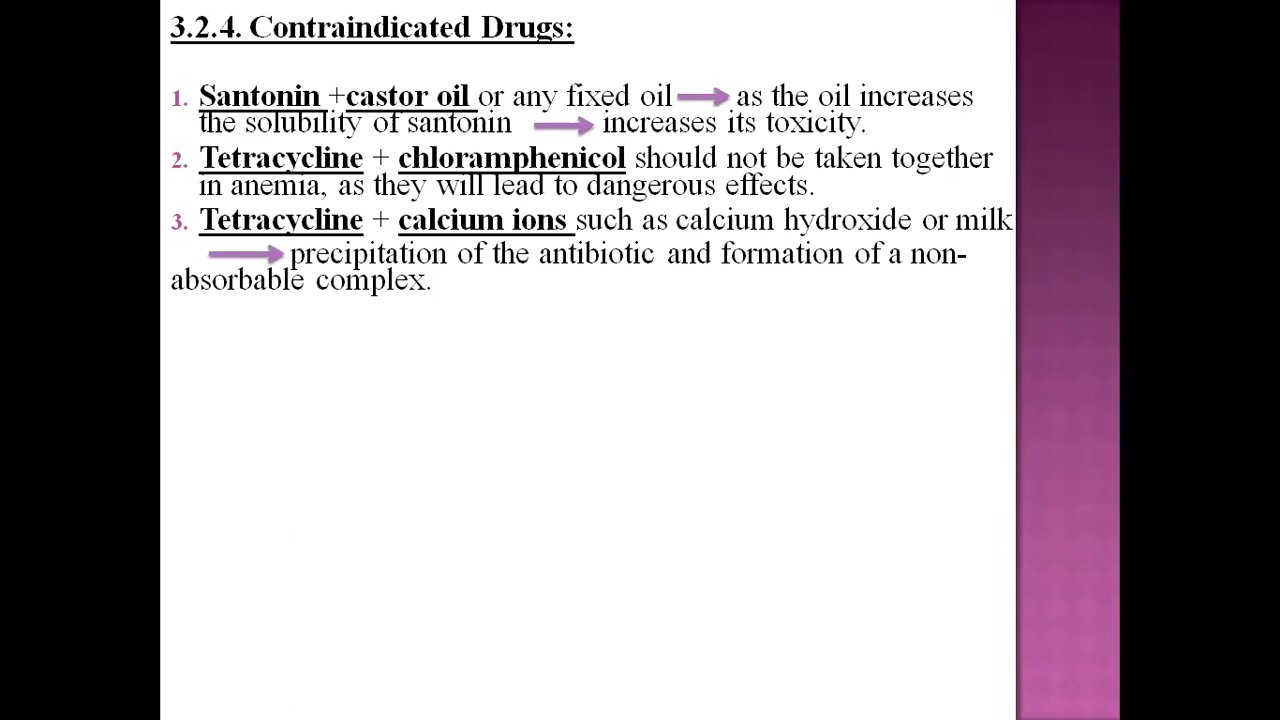 3.2.4. Contraindicated Drugs:
1. Santonin +castor oil or any fixed oil as the oil increases
the solubility of santonin increases its toxicity.
2. Tetracycline + chloramphenicol should not be taken together
in anemia, as they will lead to dangerous effects.
3. Tetracycline + calcium ions such as calcium hydroxide or milk
precipitation of the antibiotic and formation of a non-
absorbable complex.